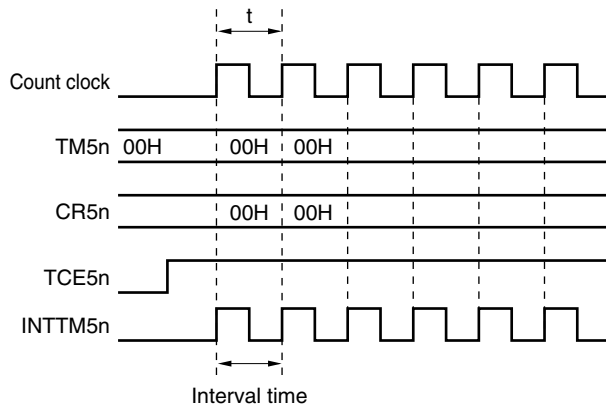 t
Count clock
TM5n 00H 00H 00H
CR5n 00H 00H
TCE5n
INTTM5n
Interval time